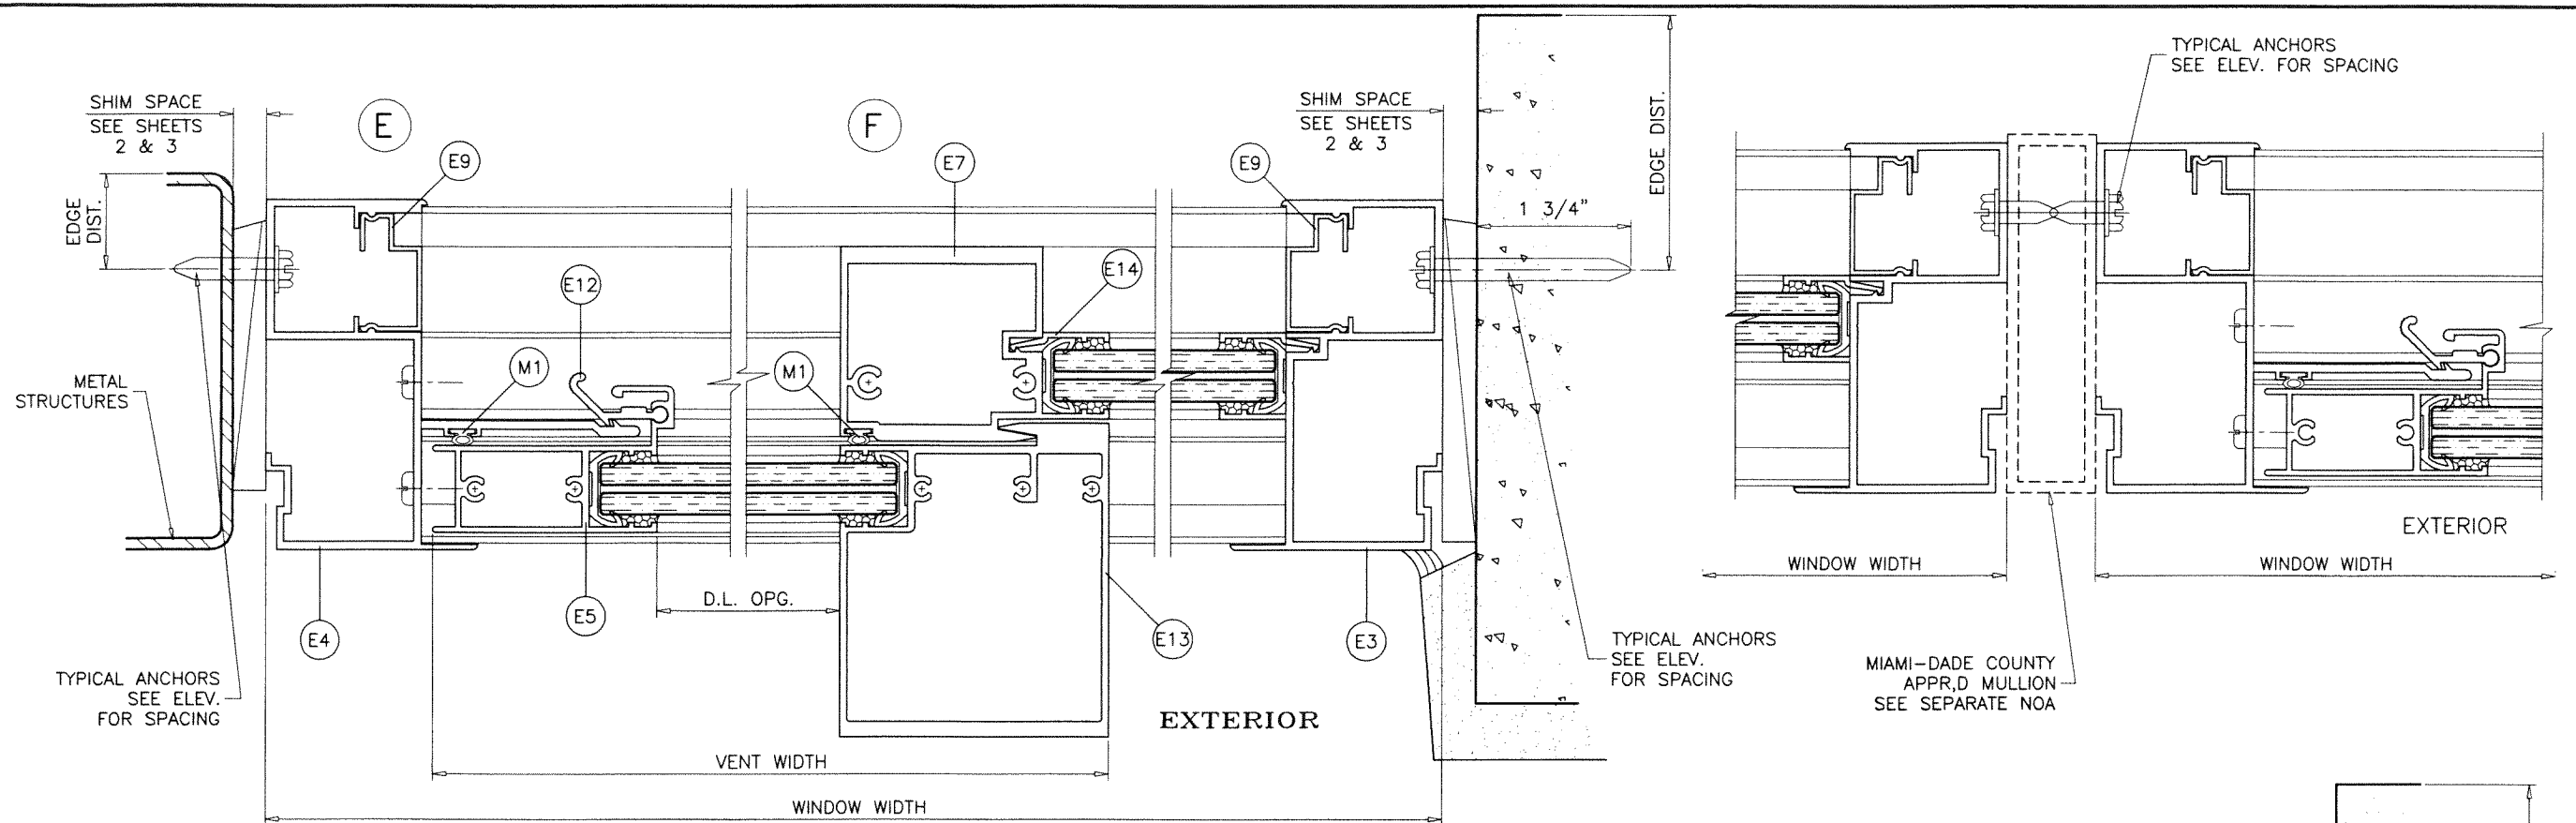 SHIM SPACE
SEE SHEETS
2 & 3
E
E9
EDGE
DIST.
E12
M1
METAL
STRUCTURES
TYPICAL ANCHORS
SEE ELEV.
FOR SPACING
E4
E5
D.L. OPG.
F
E7
E14
M1
E9
SHIM SPACE
SEE SHEETS
2 & 3
EDGE DIST.
1 3/4"
E13
E3
EXTERIOR
TYPICAL ANCHORS
SEE ELEV.
FOR SPACING
VENT WIDTH
WINDOW WIDTH
TYPICAL ANCHORS
SEE ELEV. FOR SPACING
EXTERIOR
WINDOW WIDTH
WINDOW WIDTH
MIAMI-DADE COUNTY
APPR,D MULLION
SEE SEPARATE NOA